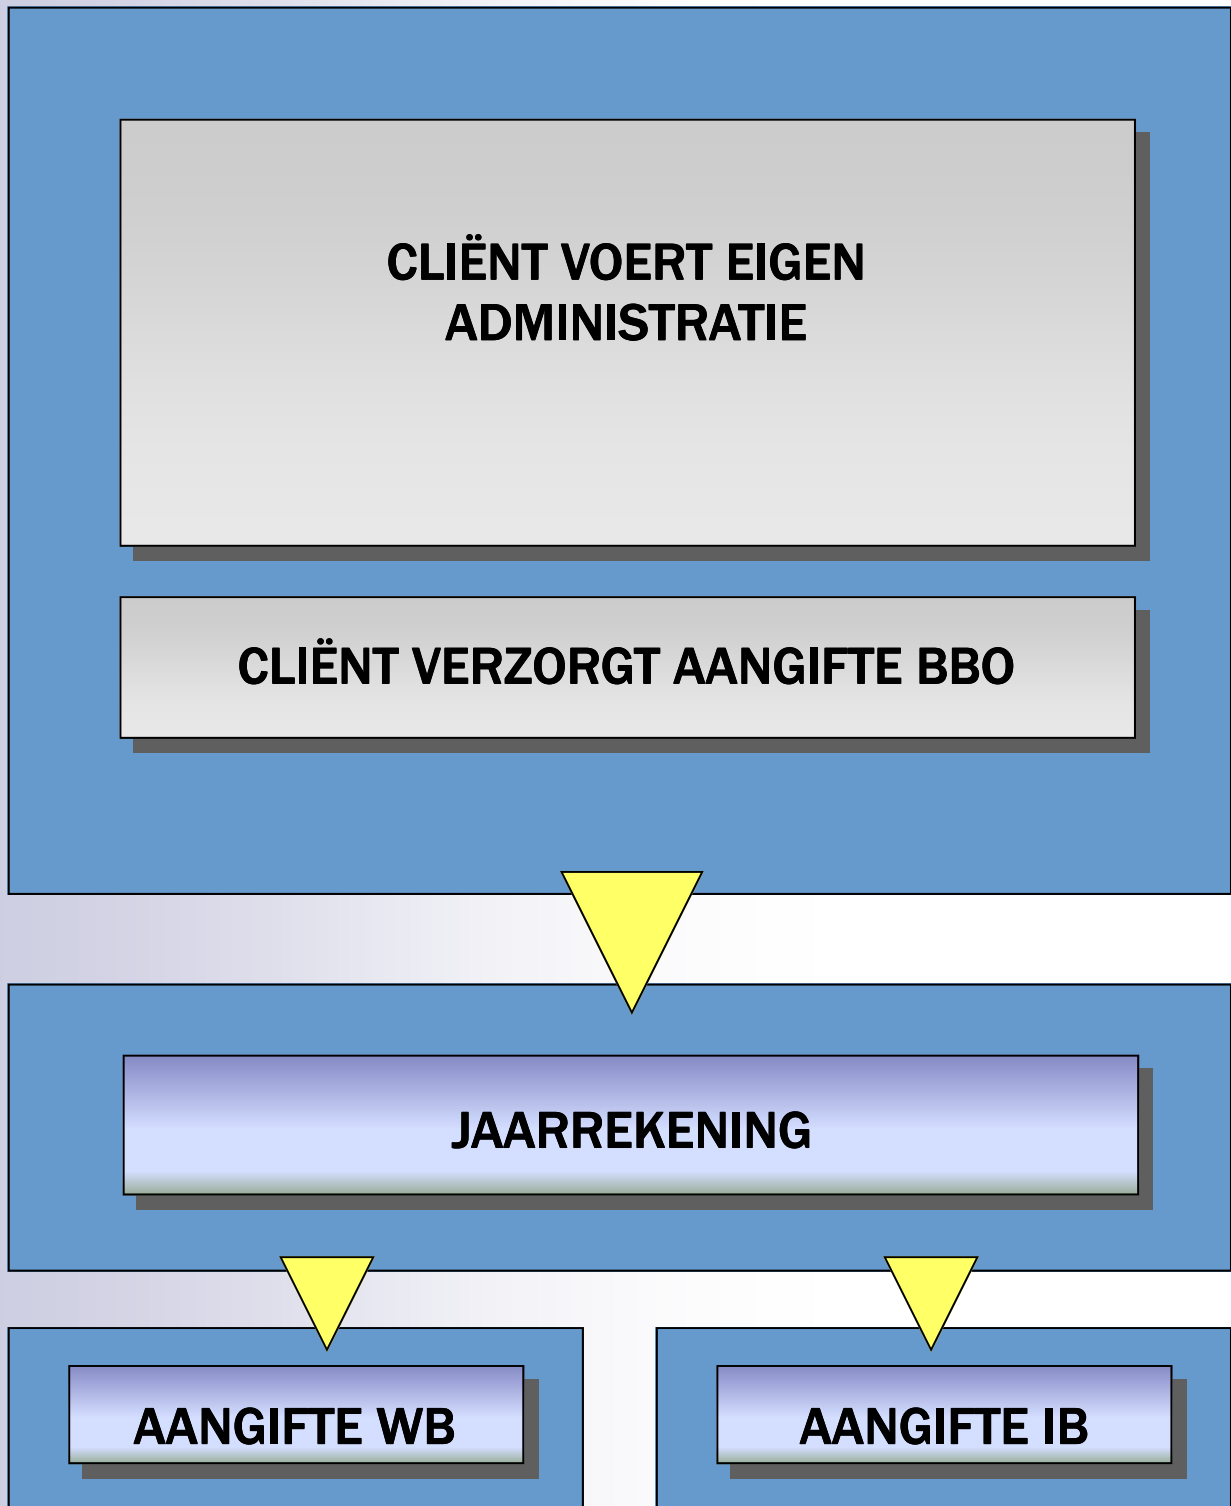 CLIËNT VOERT EIGEN
ADMINISTRATIE
CLIËNT VERZORGT AANGIFTE BBO
JAARREKENING
AANGIFTE WB
AANGIFTE IB